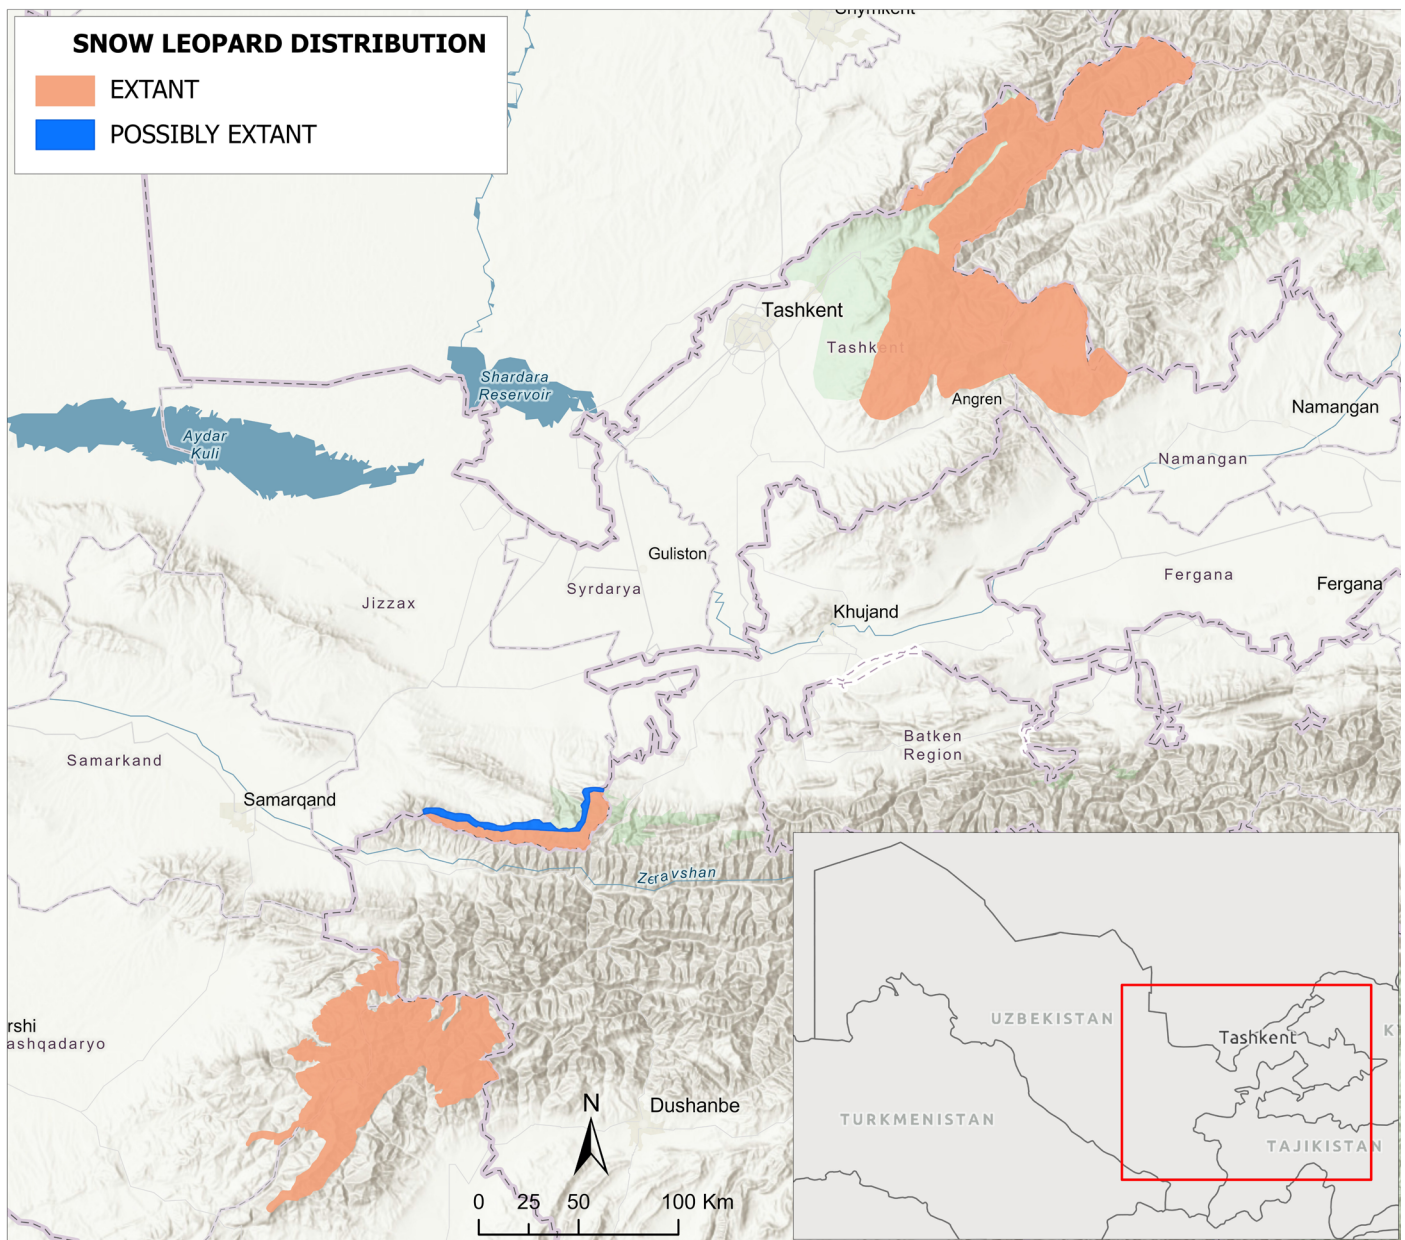 Shymkent
SNOW LEOPARD DISTRIBUTION
EXTANT
POSSIBLY EXTANT
Tashkent
Tashkent
Shardara
Reservoir
Angren
Namangan
Aydar
Kuli
Namangan
Guliston
Syrdarya
Jizzax
Fergana
Fergana
Khujand
Batken
Region
Samarkand
Samarqand
Zeravshan
rshi
ashqadaryo
Dushanbe
N
0 25 50 100 Km
UZBEKISTAN
Tashkent
K
TURKMENISTAN
TAJIKISTAN